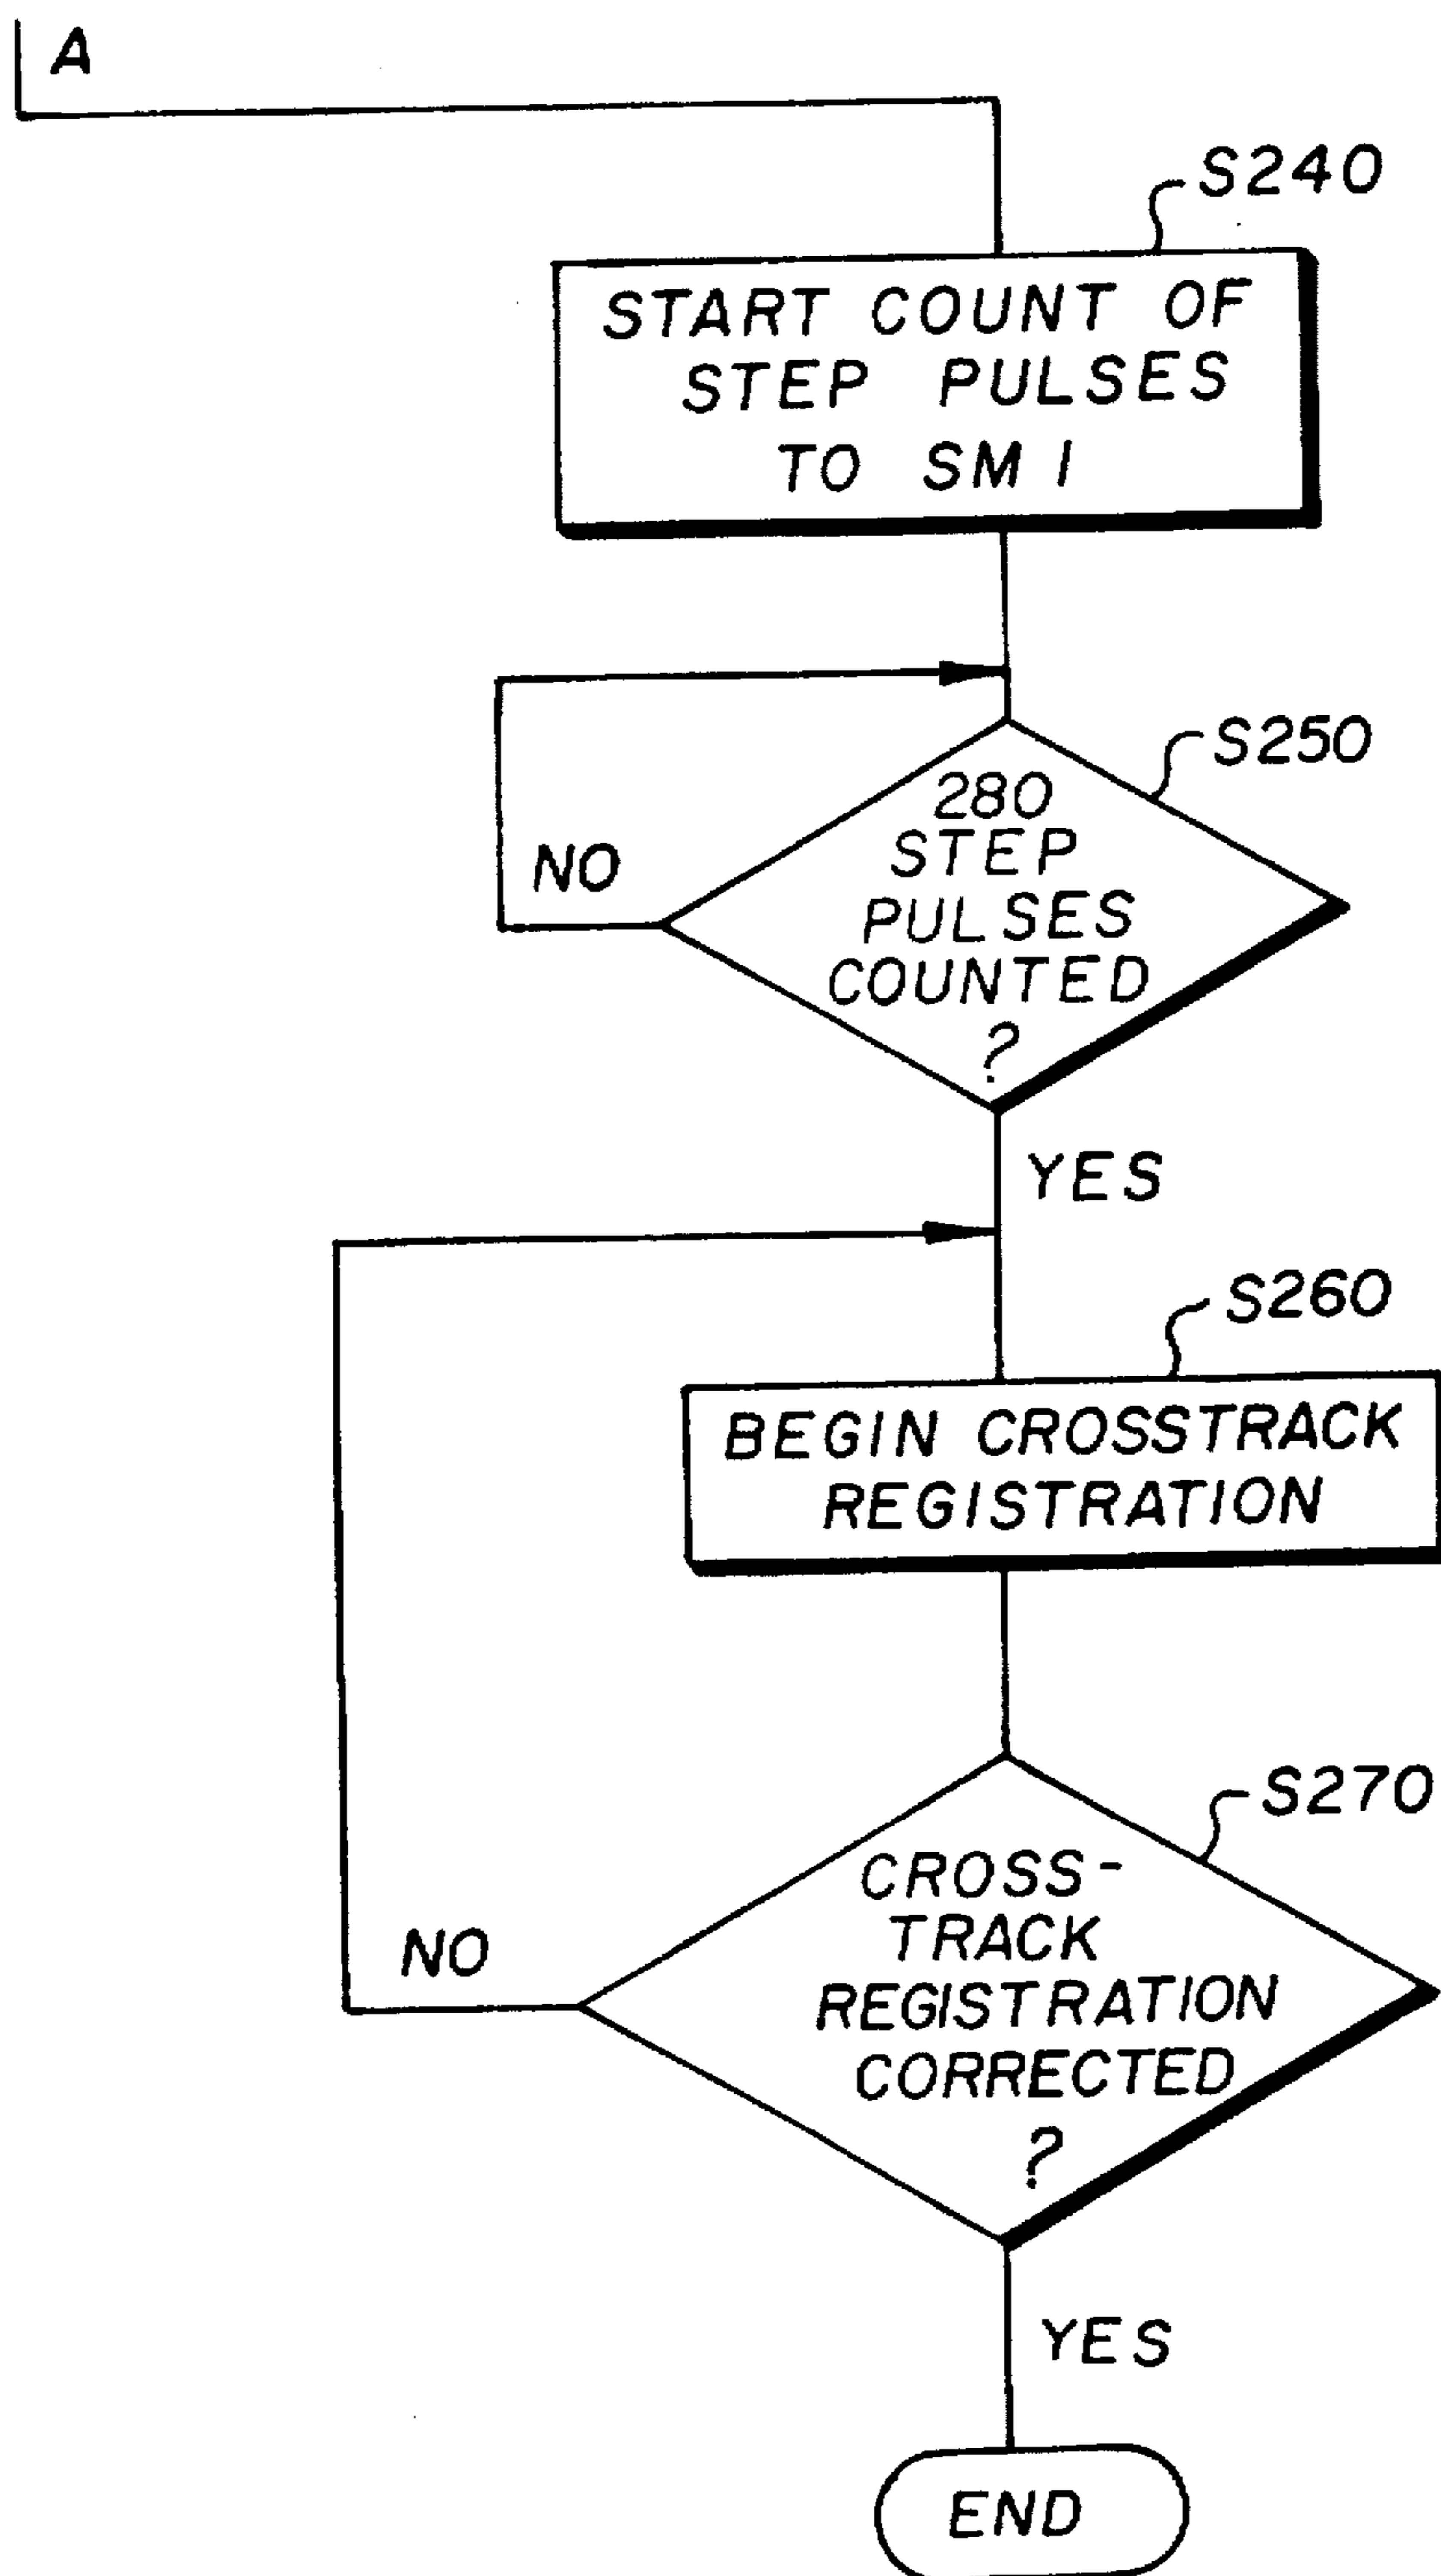 A
S240
START COUNT OF
STEP PULSES
TO SM 1
S250
280
STEP
PULSES
COUNTED
?
NO
YES
S260
BEGIN CROSSTRACK
REGISTRATION
S270
CROSS-
TRACK
REGISTRATION
CORRECTED
?
NO
YES
END